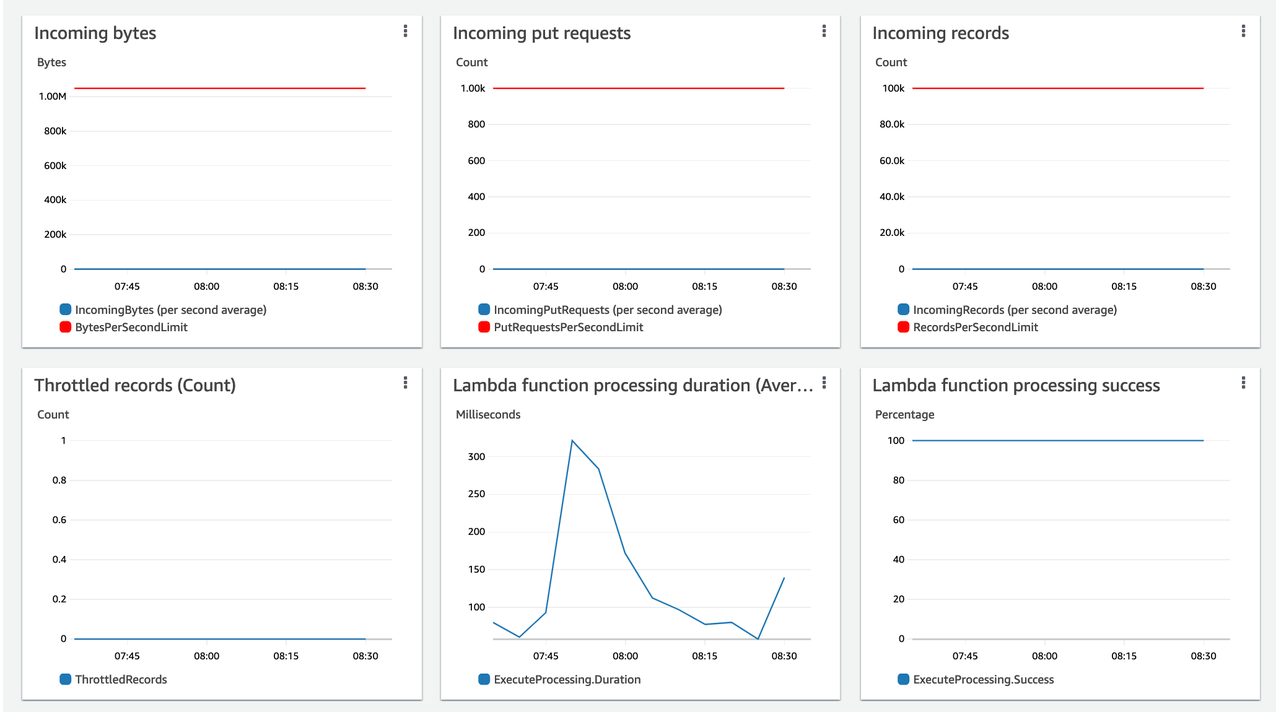 Incoming bytes
Bytes
1.00M
800k
600k
400k
200k
0
07:45 08:00 08:15 08:30
IncomingBytes (per second average)
BytesPerSecondLimit
Incoming put requests
Count
1.00k
800
600
400
200
0
07:45 08:00 08:15 08:30
IncomingPutRequests (per second average)
PutRequestsPerSecondLimit
Incoming records
Count
100k
80.0k
60.0k
40.0k
20.0k
0
07:45 08:00 08:15 08:30
IncomingRecords (per second average)
RecordsPerSecondLimit
Throttled records (Count)
Count
1
0.8
0.6
0.4
0.2
0
07:45 08:00 08:15 08:30
ThrottledRecords
Lambda function processing duration (Aver...
Milliseconds
300
250
200
150
100
07:45 08:00 08:15 08:30
ExecuteProcessing.Duration
Lambda function processing success
Percentage
100
80
60
40
20
0
07:45 08:00 08:15 08:30
ExecuteProcessing.Success